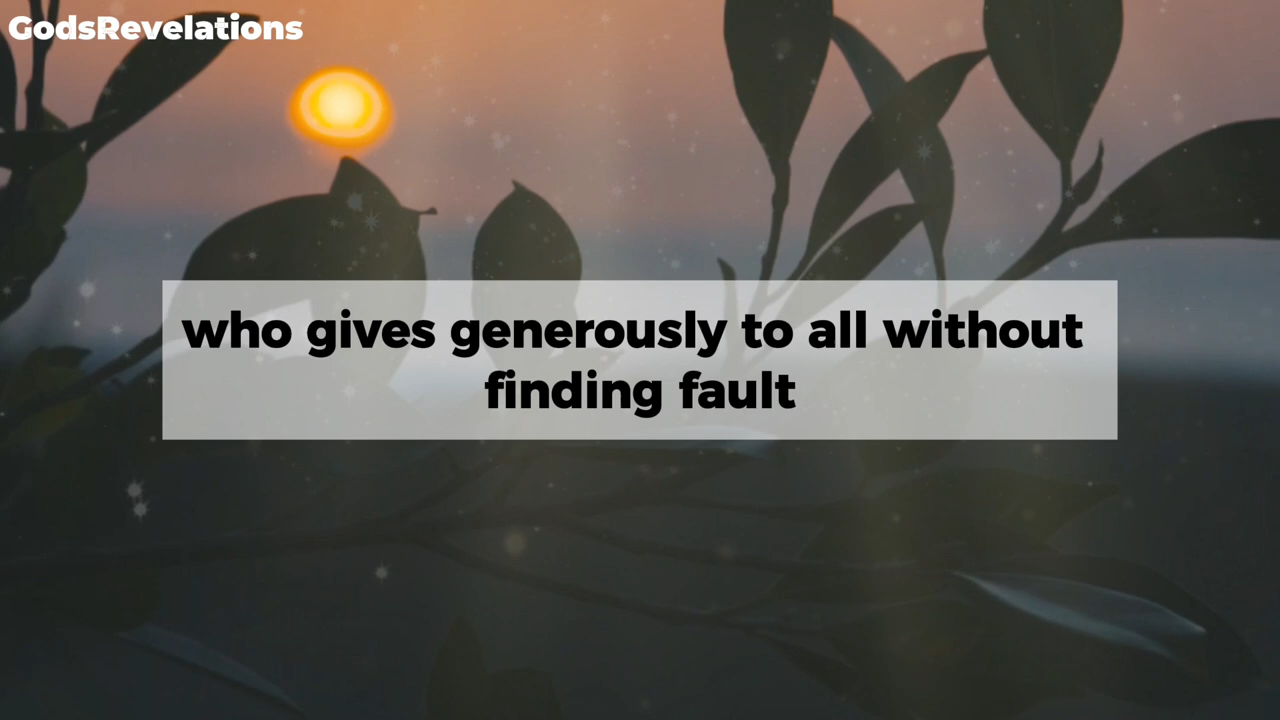 GodsRevelations
who gives generously to all without
finding fault